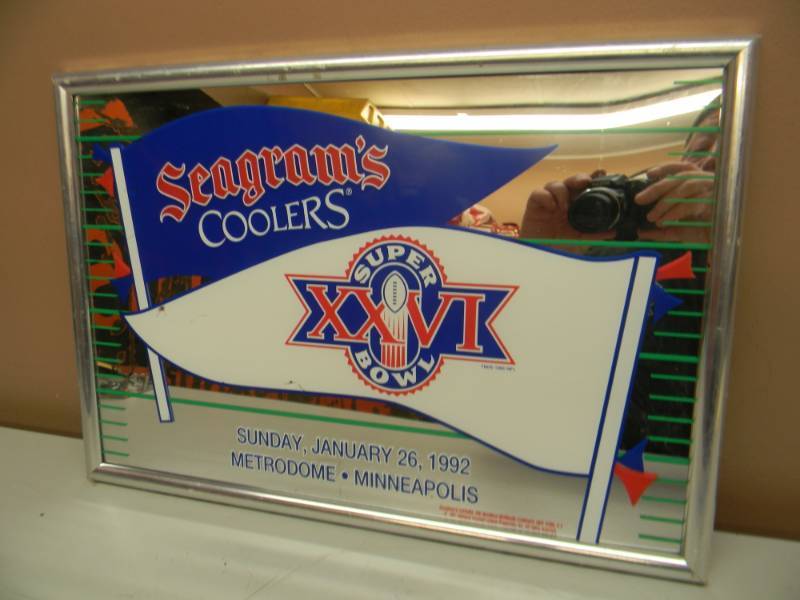 Seagram's
COOLERS®
SUPER
XXVI
BOWL
SUNDAY, JANUARY 26, 1992
METRODOME • MINNEAPOLIS